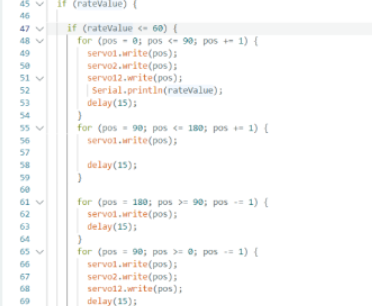 45 if (rateValue) {
46
47 if (rateValue <= 60) {
48 for (pos = 0; pos <= 90; pos += 1) {
49 servo1.write(pos);
50 servo2.write(pos);
51 servo12.write(pos);
52 Serial.println(rateValue);
53 delay(15);
54 }
55 for (pos = 90; pos <= 180; pos += 1) {
56 servo1.write(pos);
57
58 delay(15);
59 }
60
61 for (pos = 180; pos >= 90; pos -= 1) {
62 servo1.write(pos);
63 delay(15);
64 }
65 for (pos = 90; pos >= 0; pos -= 1) {
66 servo1.write(pos);
67 servo2.write(pos);
68 servo12.write(pos);
69 delay(15);